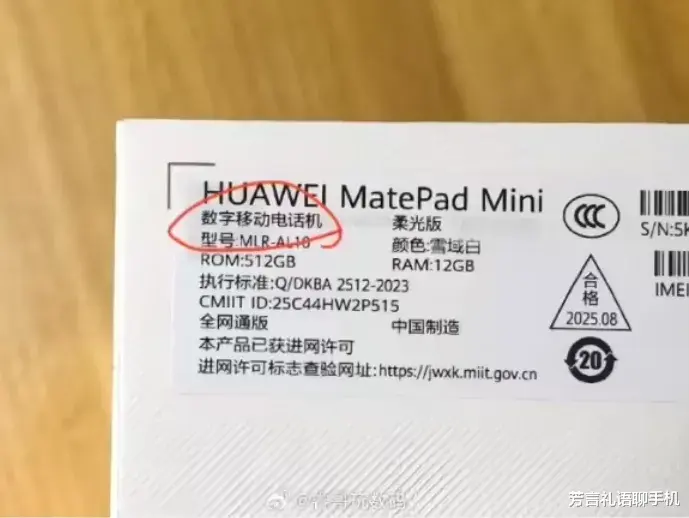 HUAWEI MatePad Mini
数字移动电话机 柔光版
型号:MLR-AL10 颜色:雪域白
ROM:512GB RAM:12GB
执行标准:Q/DKBA 2512-2023
CMIIT ID:25C44HW2P515
全网通版 中国制造
本产品已获进网许可
进网许可标志查验网址:https://jwxk.miit.gov.cn
CCC
S/N:5K
IMEI
合格
2025.08
20
芳言礼语聊手机